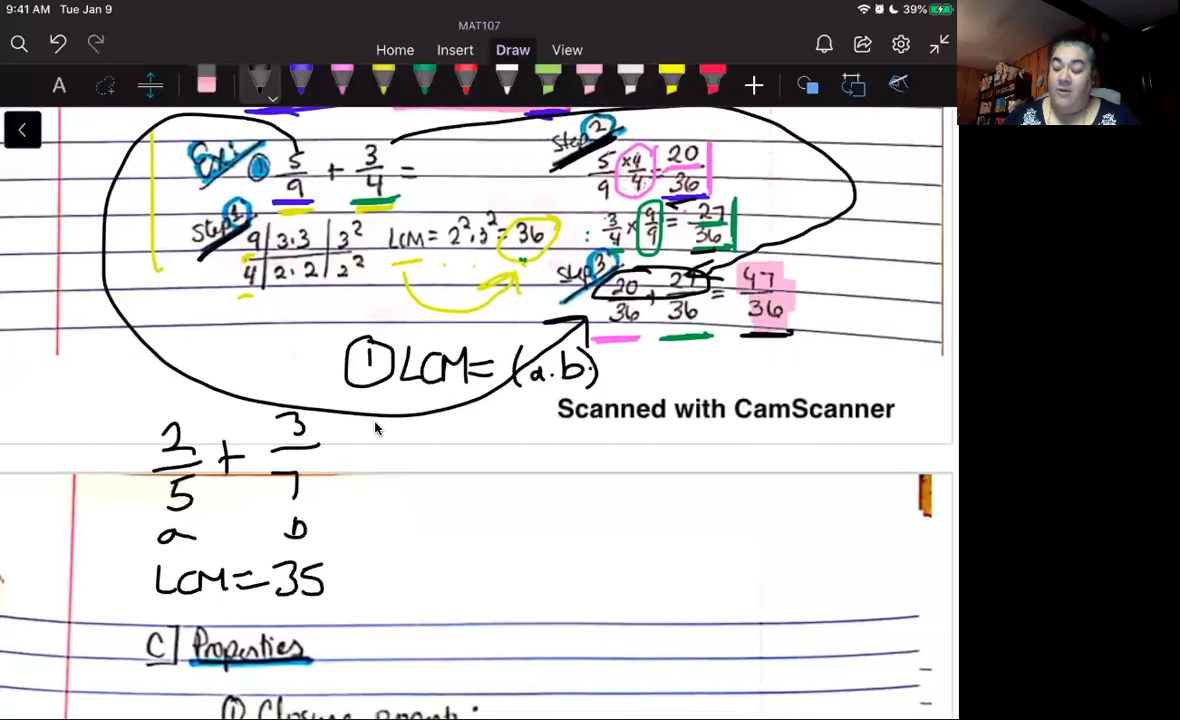 9:41 AM Tue Jan 9
39%
MAT107
Home Insert Draw View
A
Ex: ① 5/9 + 3/4 =
Step 1
9 | 3·3 | 3²
4 | 2·2 | 2²
LCM = 2²·3² = 36
Step 2
5/9 × 4/4 = 20/36
: 3/4 × 9/9 = 27/36
Step 3
20/36 + 27/36 = 47/36
① LCM = (a·b)
Scanned with CamScanner
2/5 + 3/7
a b
LCM = 35
C] Properties
① Closure